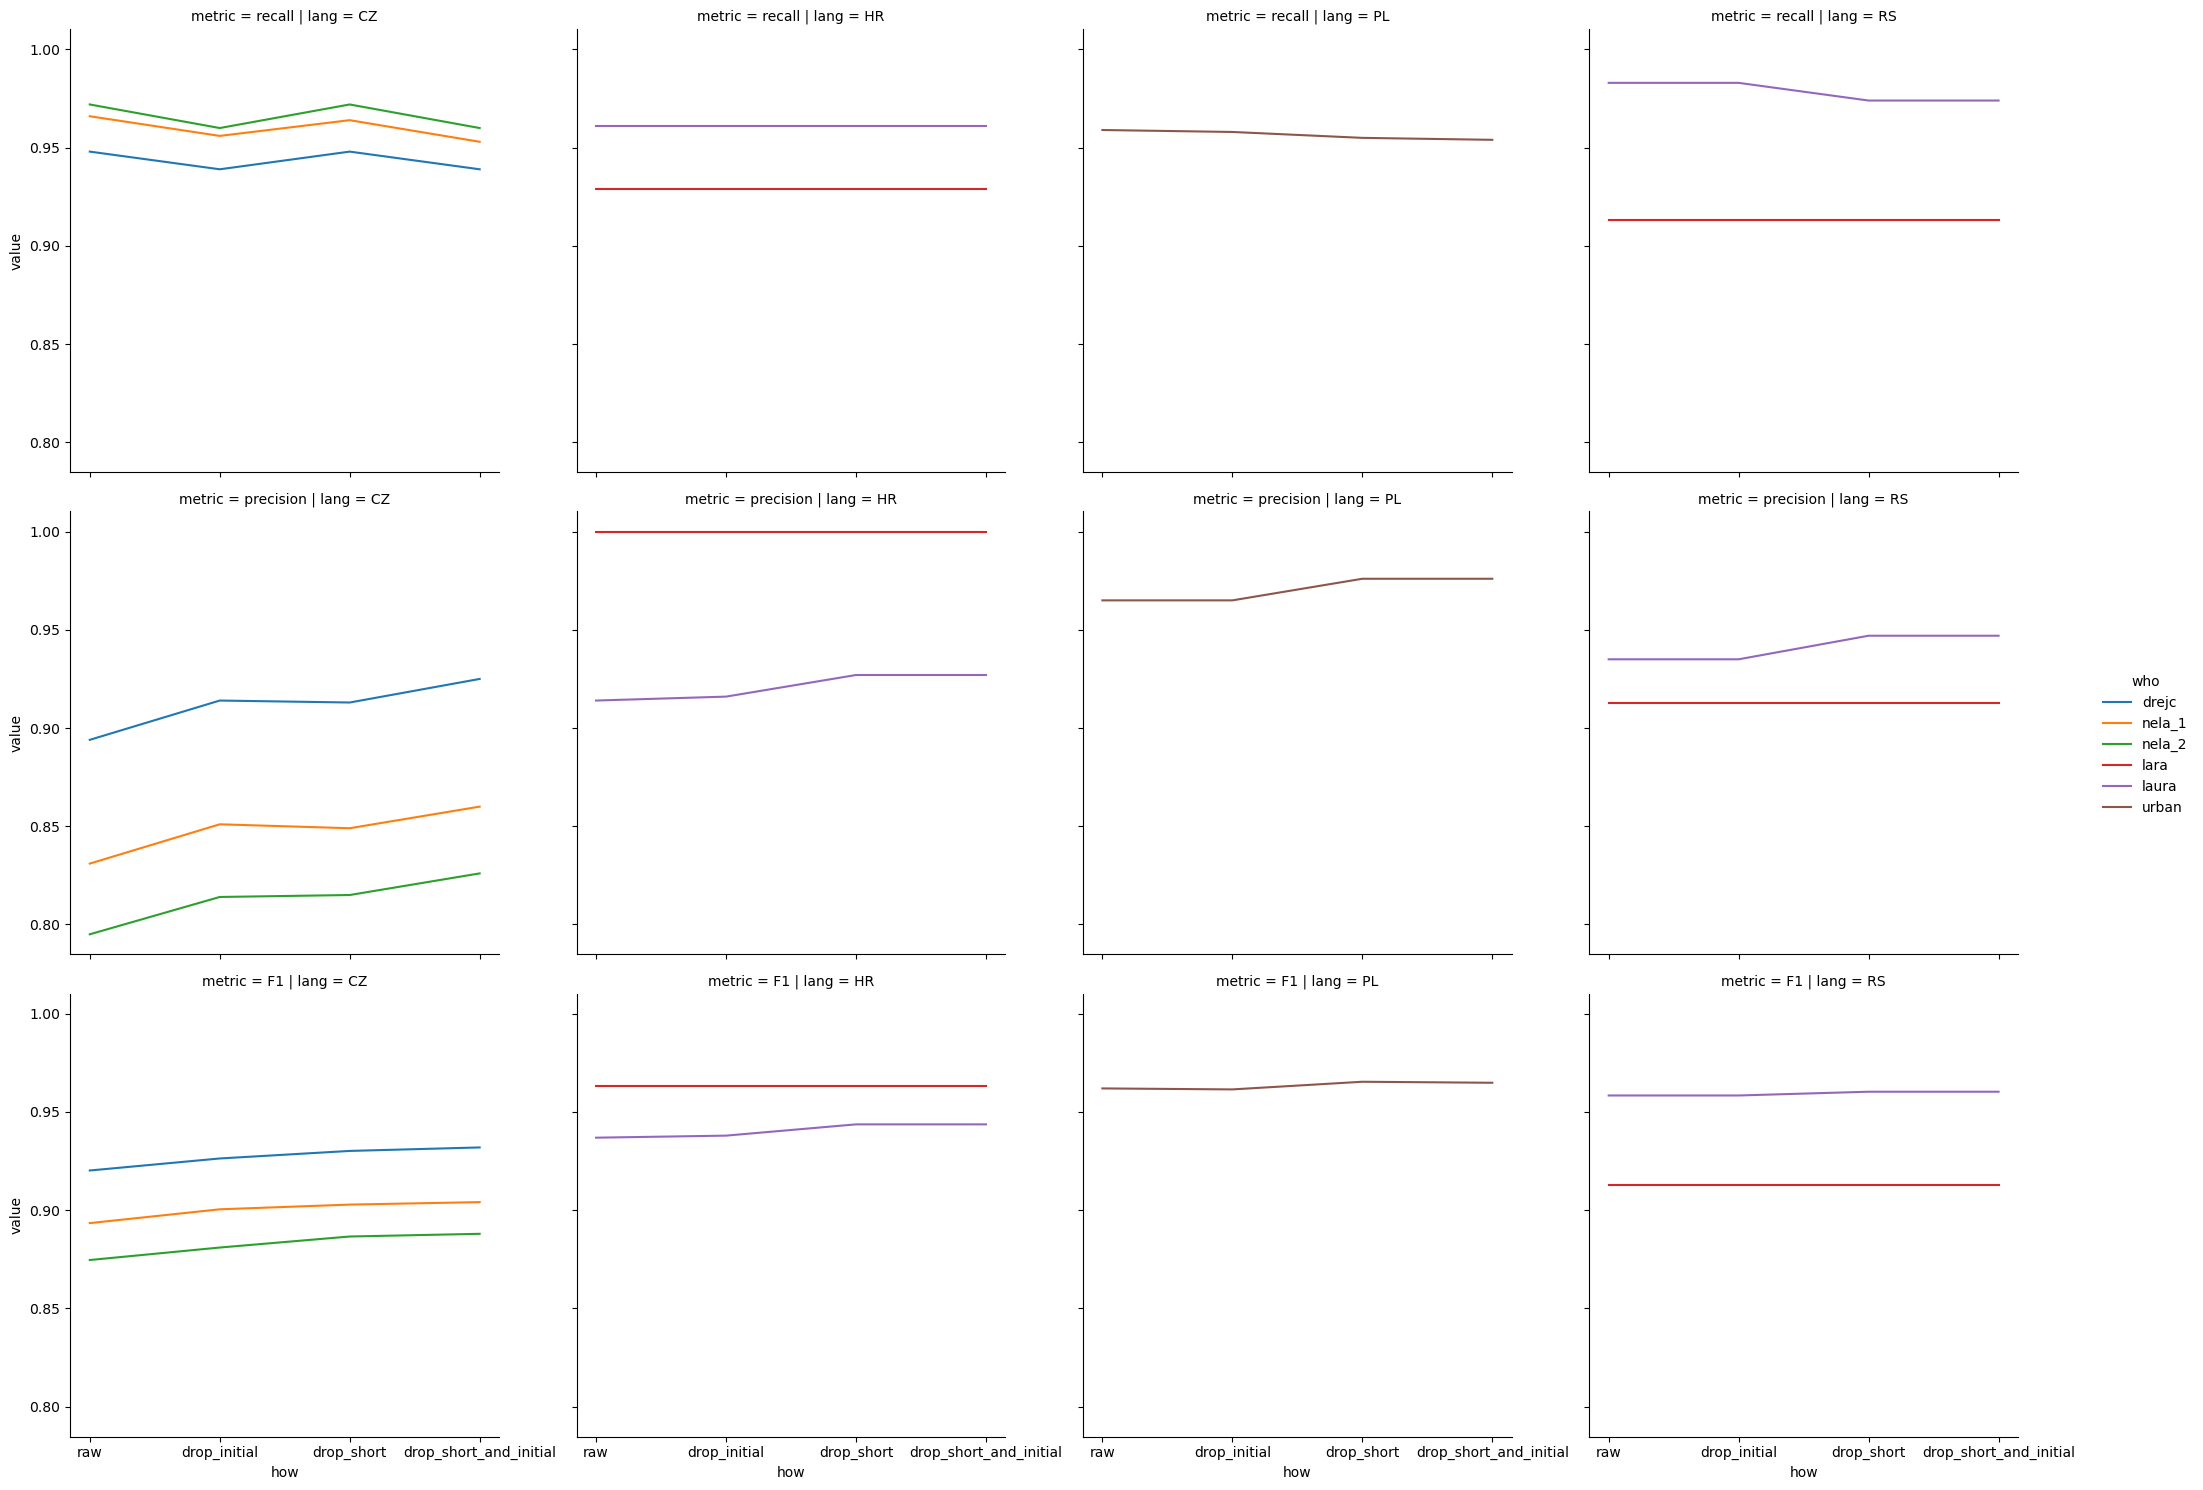 metric = recall | lang = CZ
metric = recall | lang = HR
metric = recall | lang = PL
metric = recall | lang = RS
1.00
0.95
0.90
0.85
0.80
value
metric = precision | lang = CZ
metric = precision | lang = HR
metric = precision | lang = PL
metric = precision | lang = RS
1.00
0.95
0.90
0.85
0.80
value
who
drejc
nela_1
nela_2
lara
laura
urban
metric = F1 | lang = CZ
metric = F1 | lang = HR
metric = F1 | lang = PL
metric = F1 | lang = RS
1.00
0.95
0.90
0.85
0.80
value
raw drop_initial drop_short drop_short_and_initial
how
raw drop_initial drop_short drop_short_and_initial
how
raw drop_initial drop_short drop_short_and_initial
how
raw drop_initial drop_short drop_short_and_initial
how